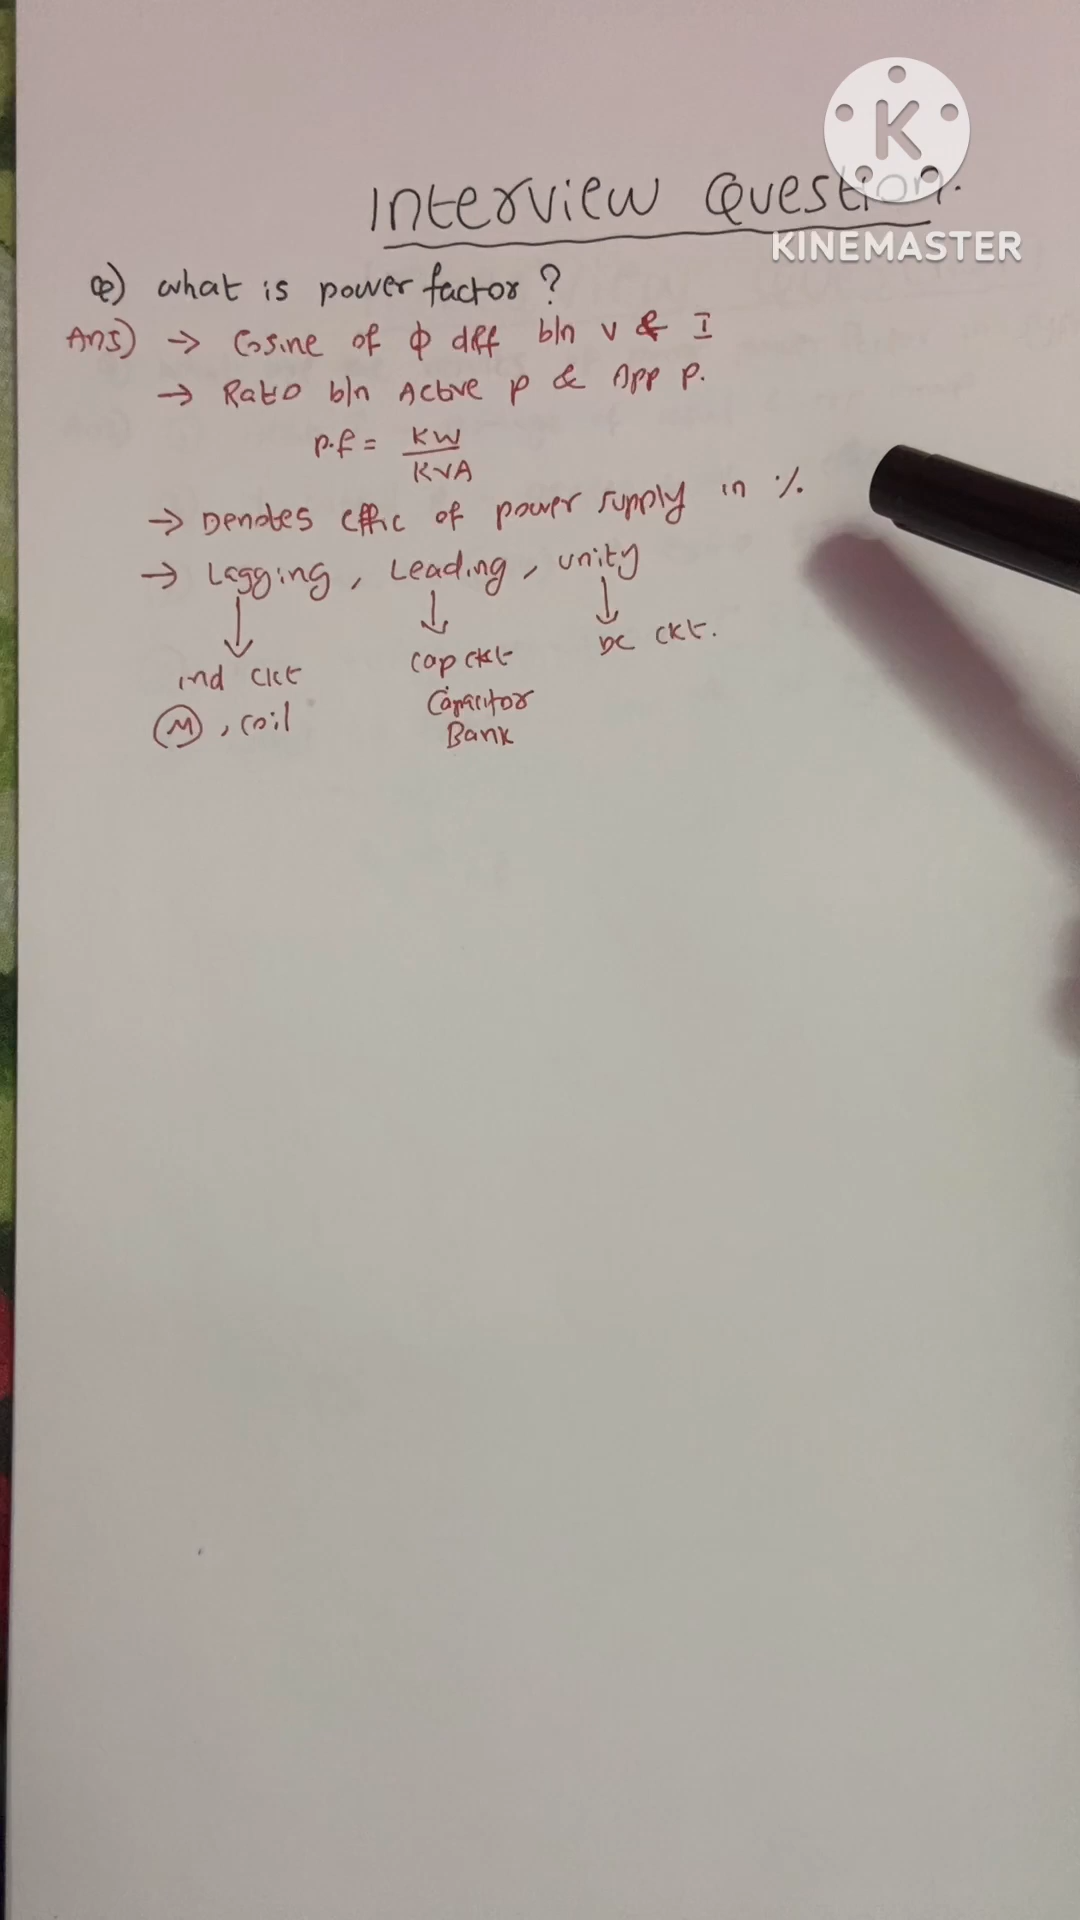 Interview Question.
KINEMASTER
Q) what is power factor?
Ans) → Cosine of ϕ diff b/n V & I
→ Ratio b/n Active P & App P.
P.f = KW
KVA
→ Denotes effic of power supply in %
→ Lagging, Leading, unity
ind ckt
cap ckt
DC ckt.
M, coil
Capacitor
Bank